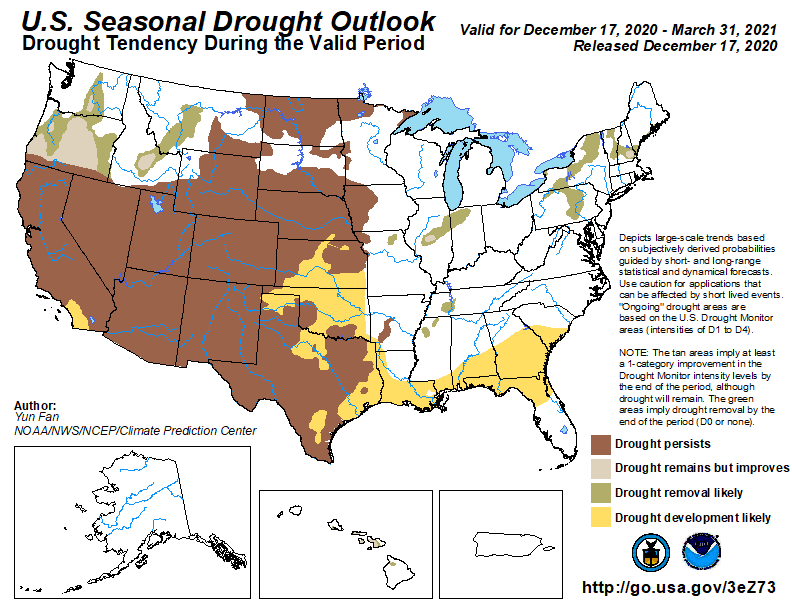 U.S. Seasonal Drought Outlook
Drought Tendency During the Valid Period
Valid for December 17, 2020 - March 31, 2021
Released December 17, 2020
Depicts large-scale trends based
on subjectively derived probabilities
guided by short- and long-range
statistical and dynamical forecasts.
Use caution for applications that
can be affected by short lived events.
"Ongoing" drought areas are
based on the U.S. Drought Monitor
areas (intensities of D1 to D4).
NOTE: The tan areas imply at least
a 1-category improvement in the
Drought Monitor intensity levels by
the end of the period, although
drought will remain. The green
areas imply drought removal by the
end of the period (D0 or none).
Author:
Yun Fan
NOAA/NWS/NCEP/Climate Prediction Center
Drought persists
Drought remains but improves
Drought removal likely
Drought development likely
http://go.usa.gov/3eZ73